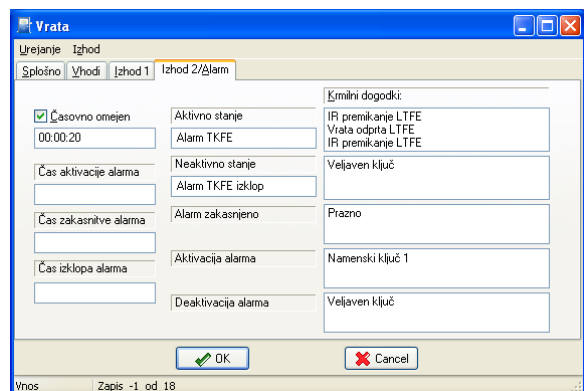 Vrata
Urejanje Izhod
Splošno Vhodi Izhod 1 Izhod 2/Alarm
Krmilni dogodki:
Časovno omejen
00:00:20
Aktivno stanje
Alarm TKFE
IR premikanje LTFE
Vrata odprta LTFE
IR premikanje LTFE
Čas aktivacije alarma
Neaktivno stanje
Alarm TKFE izklop
Veljaven ključ
Čas zakasnitve alarma
Alarm zakasnjeno
Prazno
Čas izklopa alarma
Aktivacija alarma
Namenski ključ 1
Deaktivacija alarma
Veljaven ključ
OK Cancel
Vnos Zapis -1 od 18